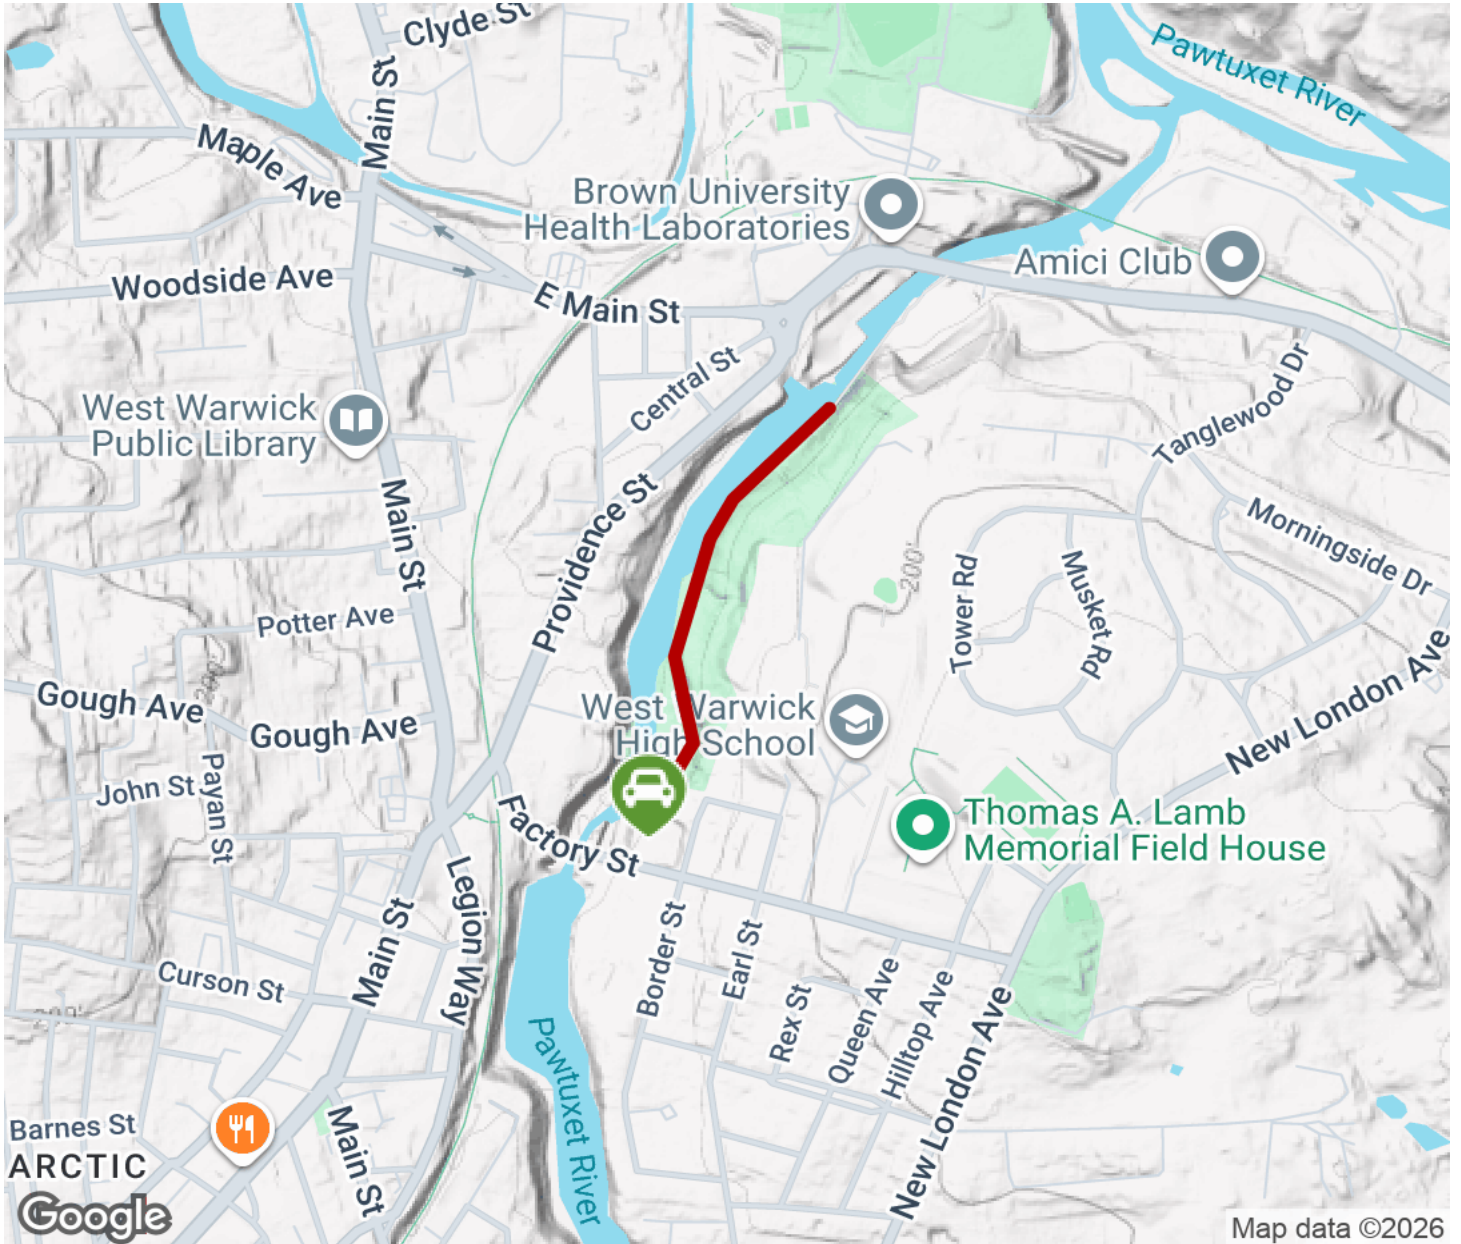 Clyde St
Main St
Pawtuxet River
Maple Ave
Brown University
Health Laboratories
Amici Club
Woodside Ave
E Main St
Central St
Tanglewood Dr
West Warwick
Public Library
Main St
Providence St
Morningside Dr
200'
Tower Rd
Musket Rd
Potter Ave
Gough Ave
Gough Ave
West Warwick
High School
New London Ave
John St
Payan St
Factory St
Thomas A. Lamb
Memorial Field House
Legion Way
Main St
Border St
Earl St
Curson St
Rex St
Queen Ave
Hilltop Ave
New London Ave
Pawtuxet River
Barnes St
ARCTIC
Main St
Google
Map data ©2026